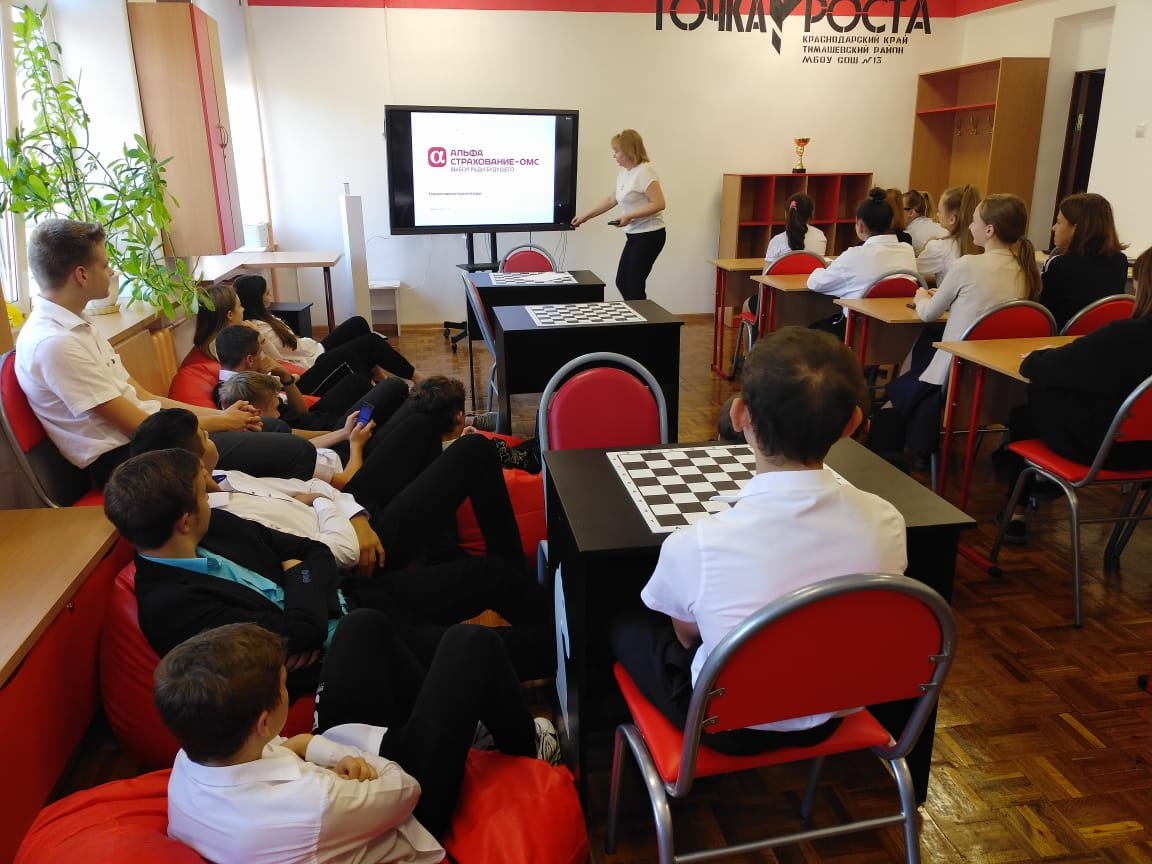 ТОЧКА РОСТА
КРАСНОДАРСКИЙ КРАЙ
ТИМАШЕВСКИЙ РАЙОН
МБОУ СОШ №13
α АЛЬФА
СТРАХОВАНИЕ-ОМС
ВЫБОР РАДИ БУДУЩЕГО